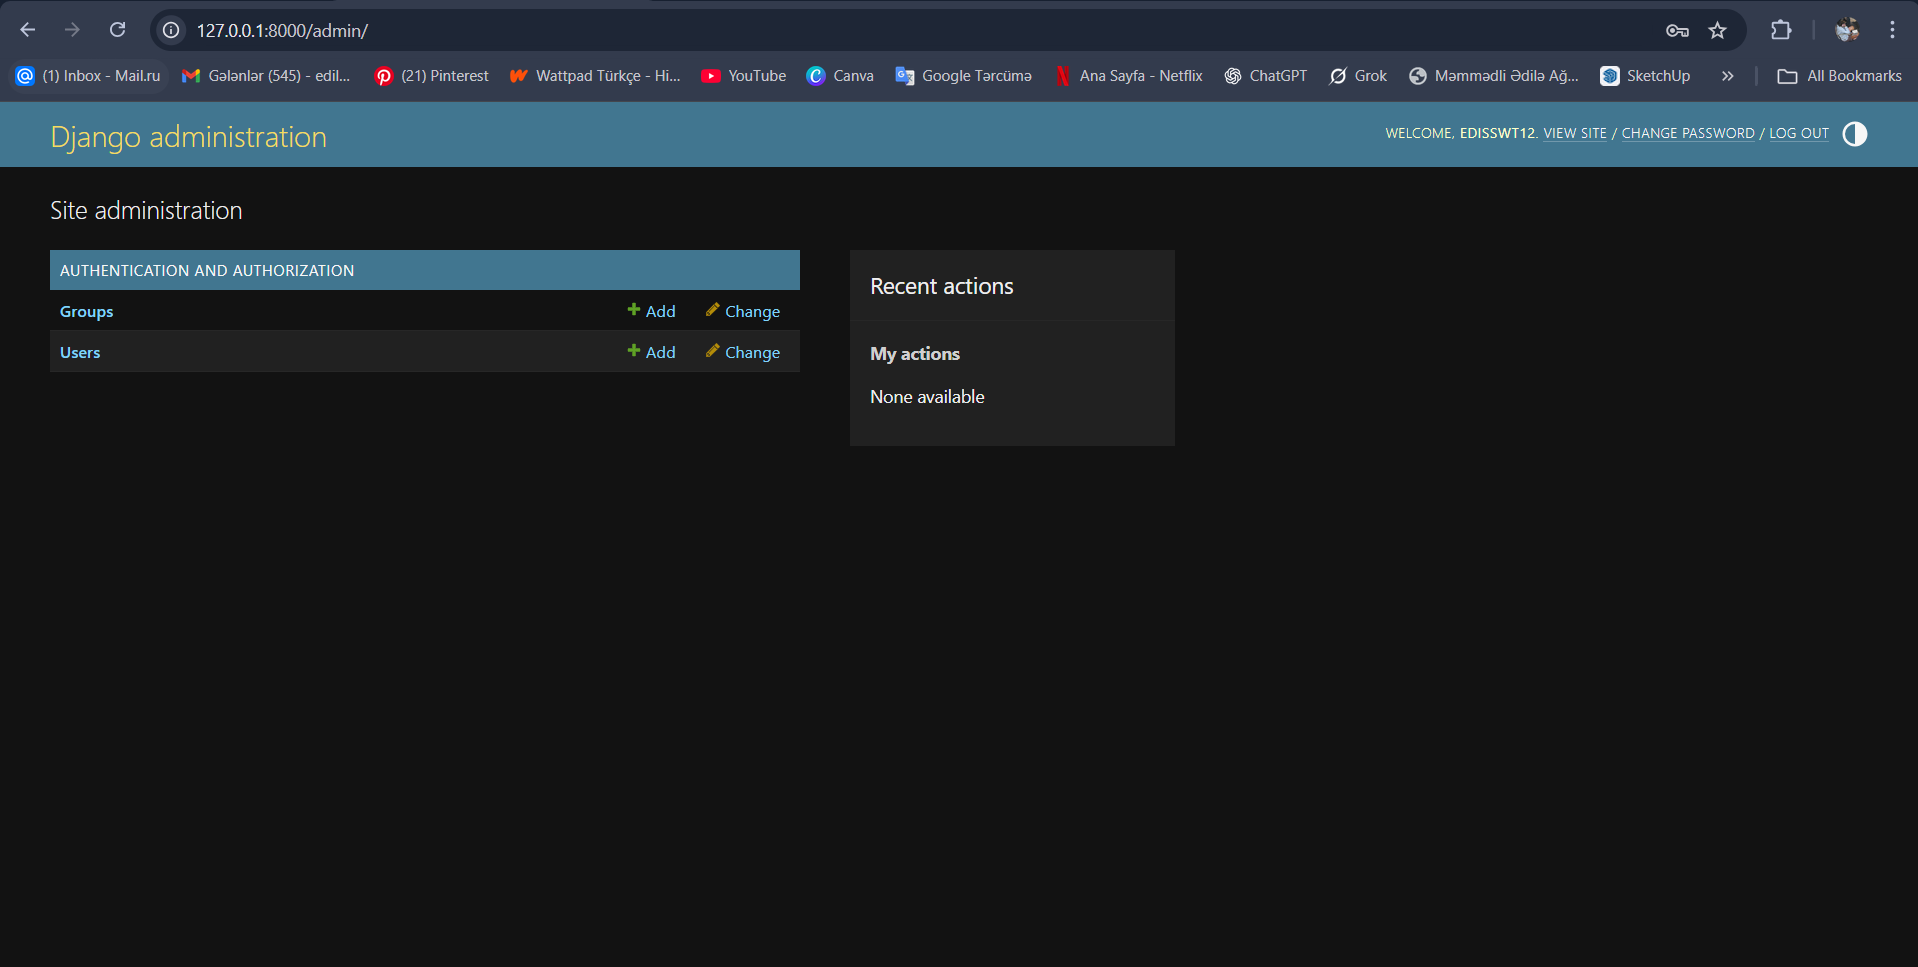 127.0.0.1:8000/admin/
(1) Inbox - Mail.ru Gələnlər (545) - edil... (21) Pinterest Wattpad Türkçe - Hi... YouTube Canva Google Tərcümə Ana Sayfa - Netflix ChatGPT Grok Məmmədli Ədilə Ağ... SketchUp » All Bookmarks
Django administration
WELCOME, EDISSWT12. VIEW SITE / CHANGE PASSWORD / LOG OUT
Site administration
AUTHENTICATION AND AUTHORIZATION
Groups Add Change
Users Add Change
Recent actions
My actions
None available